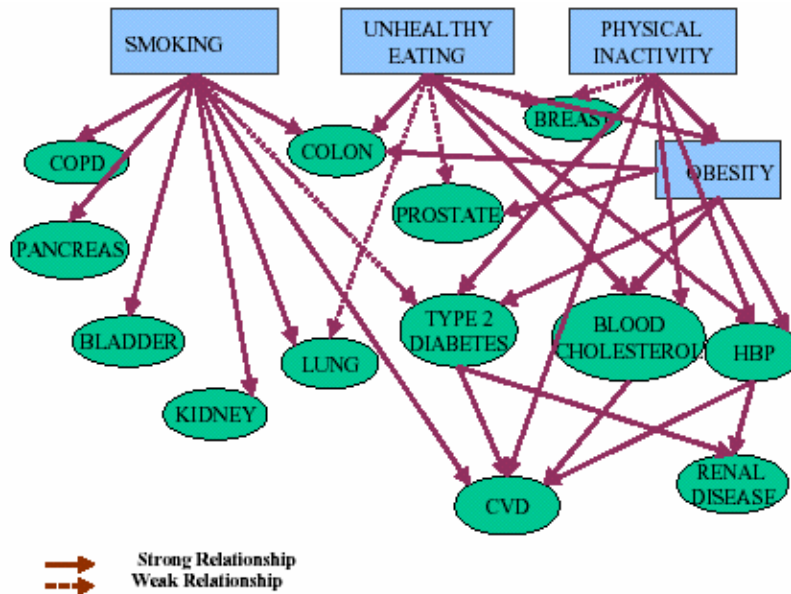 SMOKING
UNHEALTHY
EATING
PHYSICAL
INACTIVITY
BREAST
COPD
COLON
OBESITY
PROSTATE
PANCREAS
TYPE 2
DIABETES
BLOOD
CHOLESTEROL
BLADDER
LUNG
HBP
KIDNEY
RENAL
DISEASE
CVD
Strong Relationship
Weak Relationship